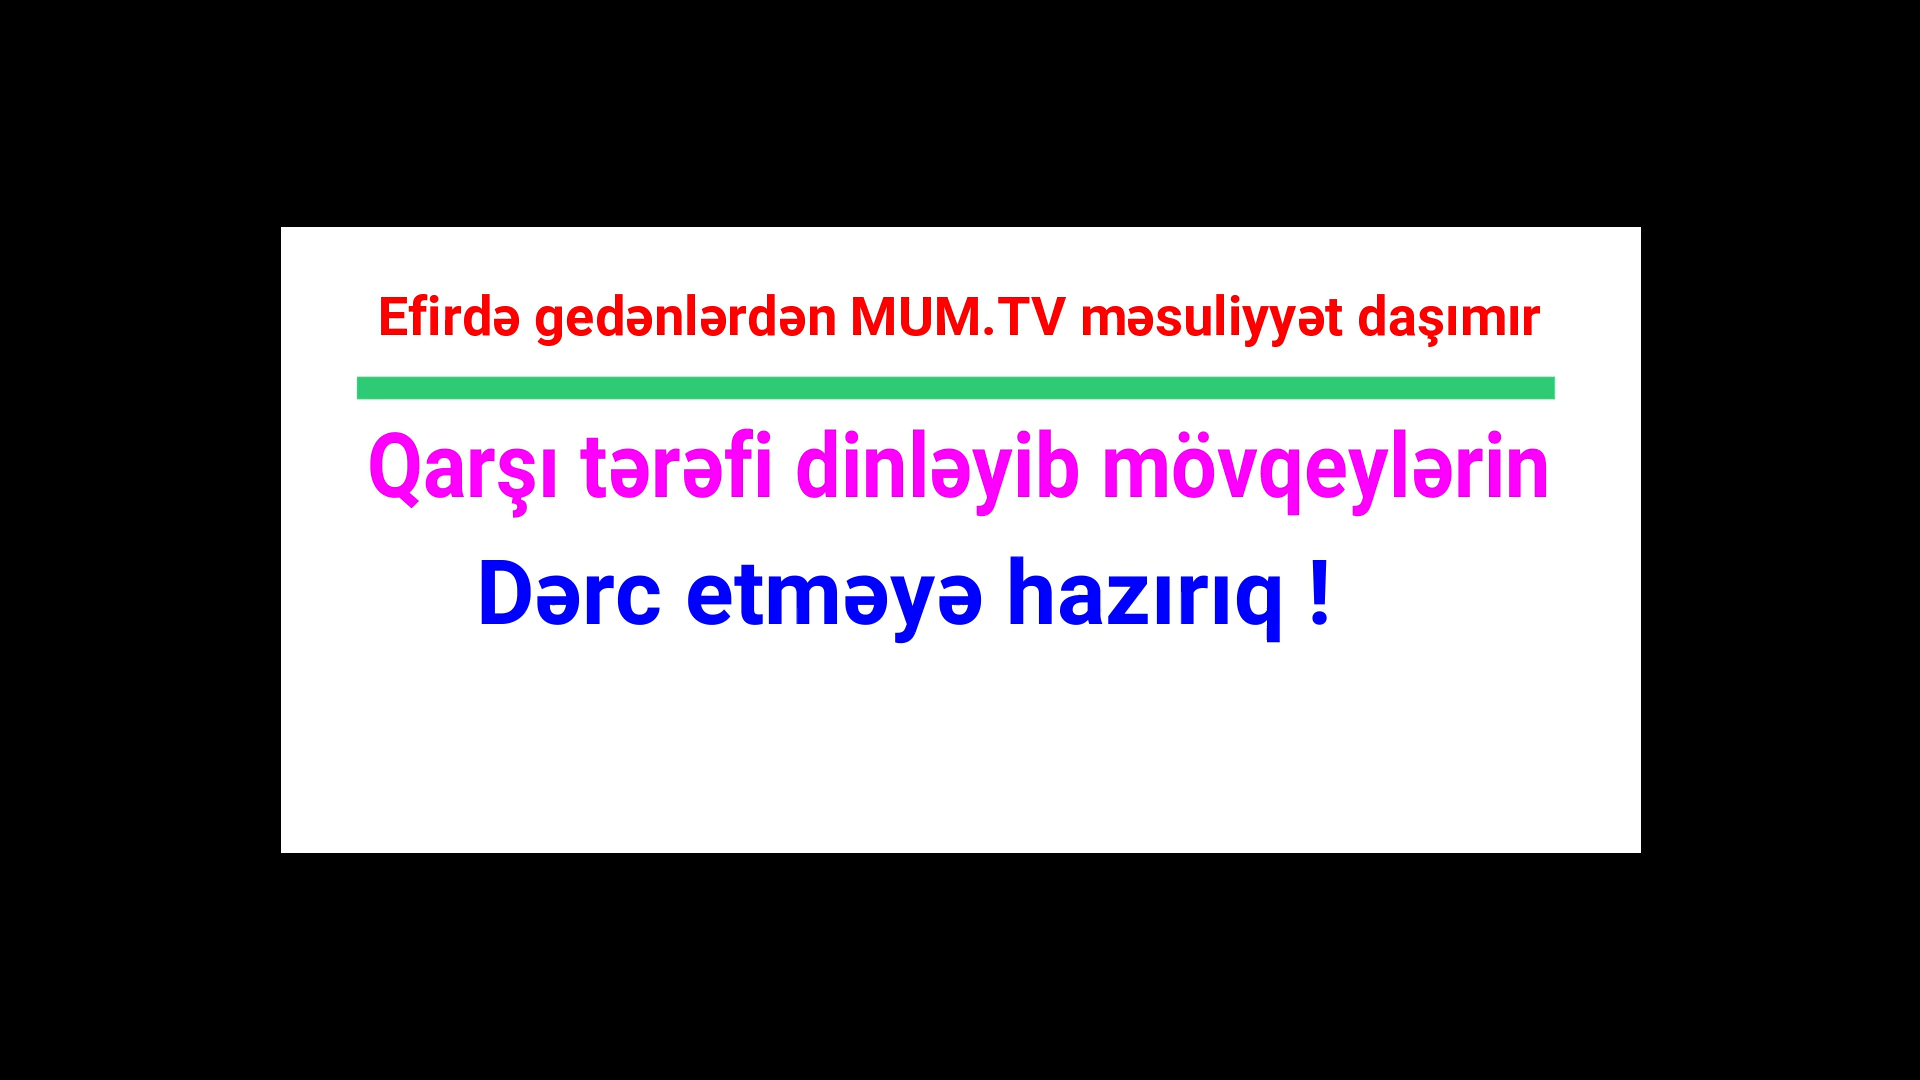 Efirdə gedənlərdən MUM.TV məsuliyyət daşımır
Qarşı tərəfi dinləyib mövqeylərin
Dərc etməyə hazırıq !